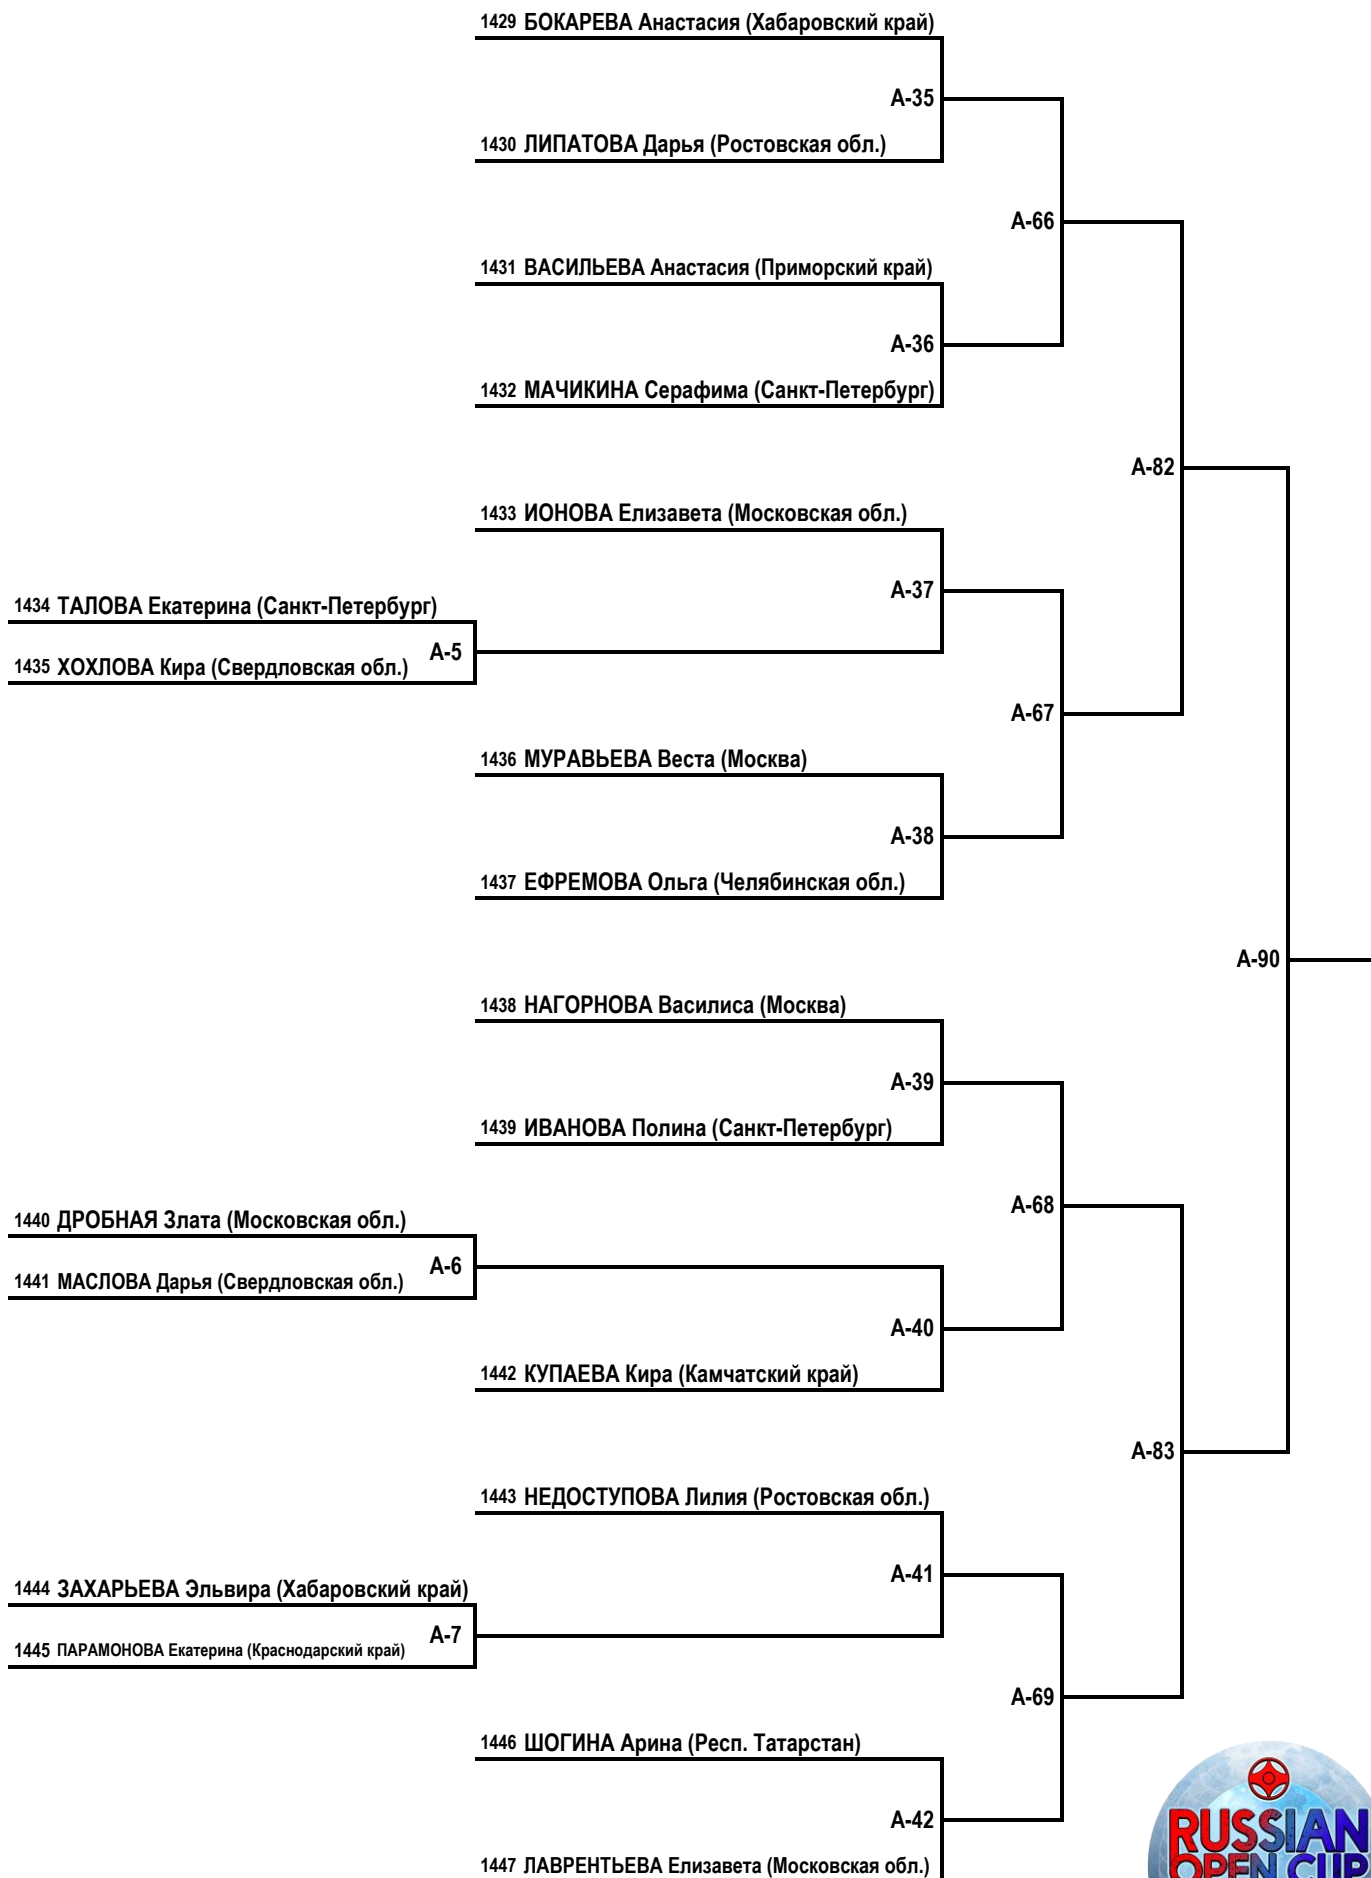 1429 БОКАРЕВА Анастасия (Хабаровский край)
А-35
1430 ЛИПАТОВА Дарья (Ростовская обл.)
А-66
1431 ВАСИЛЬЕВА Анастасия (Приморский край)
А-36
1432 МАЧИКИНА Серафима (Санкт-Петербург)
А-82
1433 ИОНОВА Елизавета (Московская обл.)
А-37
1434 ТАЛОВА Екатерина (Санкт-Петербург)
А-5
1435 ХОХЛОВА Кира (Свердловская обл.)
А-67
1436 МУРАВЬЕВА Веста (Москва)
А-38
1437 ЕФРЕМОВА Ольга (Челябинская обл.)
А-90
1438 НАГОРНОВА Василиса (Москва)
А-39
1439 ИВАНОВА Полина (Санкт-Петербург)
А-68
1440 ДРОБНАЯ Злата (Московская обл.)
А-6
1441 МАСЛОВА Дарья (Свердловская обл.)
А-40
1442 КУПАЕВА Кира (Камчатский край)
А-83
1443 НЕДОСТУПОВА Лилия (Ростовская обл.)
А-41
1444 ЗАХАРЬЕВА Эльвира (Хабаровский край)
А-7
1445 ПАРАМОНОВА Екатерина (Краснодарский край)
А-69
1446 ШОГИНА Арина (Респ. Татарстан)
А-42
1447 ЛАВРЕНТЬЕВА Елизавета (Московская обл.)
RUSSIAN
OPEN CUP